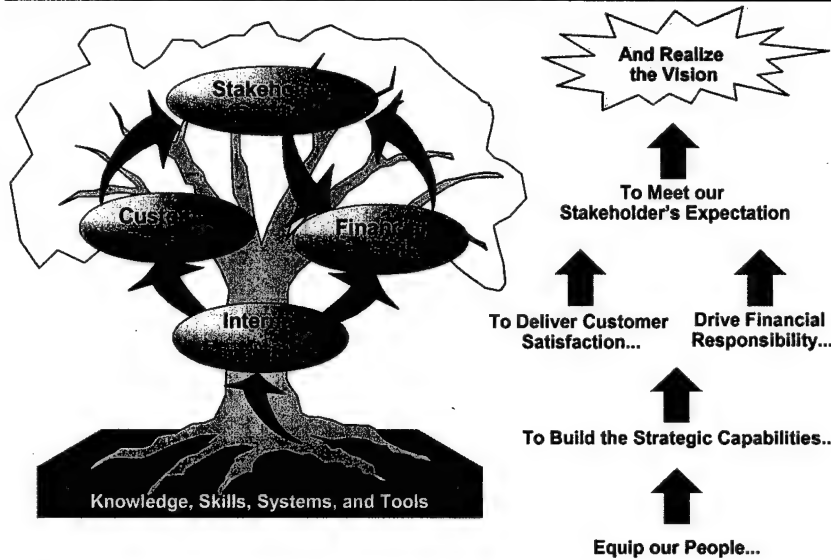 And Realize
the Vision
To Meet our
Stakeholder's Expectation
To Deliver Customer
Satisfaction...
Drive Financial
Responsibility...
To Build the Strategic Capabilities...
Equip our People...
Knowledge, Skills, Systems, and Tools